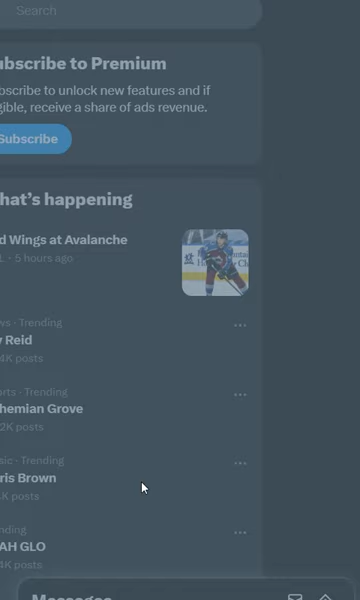 Search
bscribe to Premium
bscribe to unlock new features and if
gible, receive a share of ads revenue.
Subscribe
hat's happening
d Wings at Avalanche
L · 5 hours ago
ws · Trending
y Reid
4K posts
orts · Trending
hemian Grove
2K posts
sic · Trending
ris Brown
K posts
nding
AH GLO
4K posts
Messages